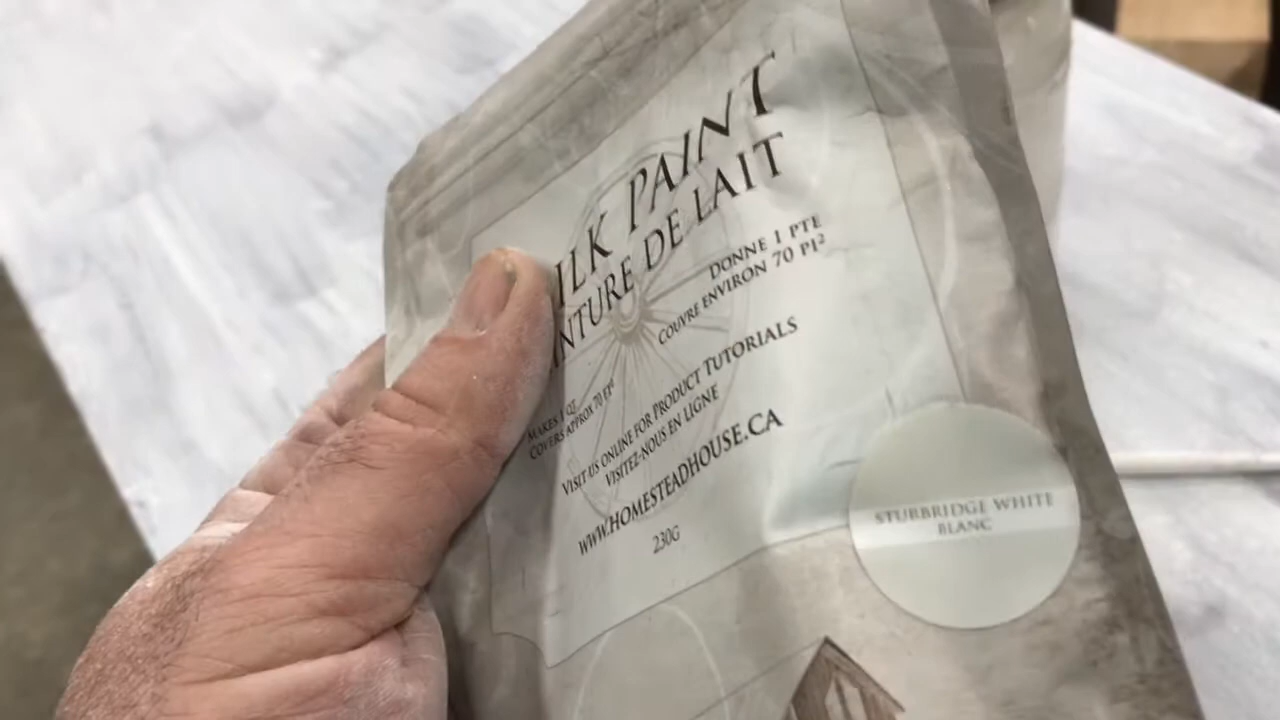 ILK PAINT
NTURE DE LAIT
DONNE 1 PTE
COUVRE ENVIRON 70 PI²
MAKES 1 QT
COVERS APPROX 70 FT²
VISIT US ONLINE FOR PRODUCT TUTORIALS
VISITEZ-NOUS EN LIGNE
WWW.HOMESTEADHOUSE.CA
230G
STURBRIDGE WHITE
BLANC